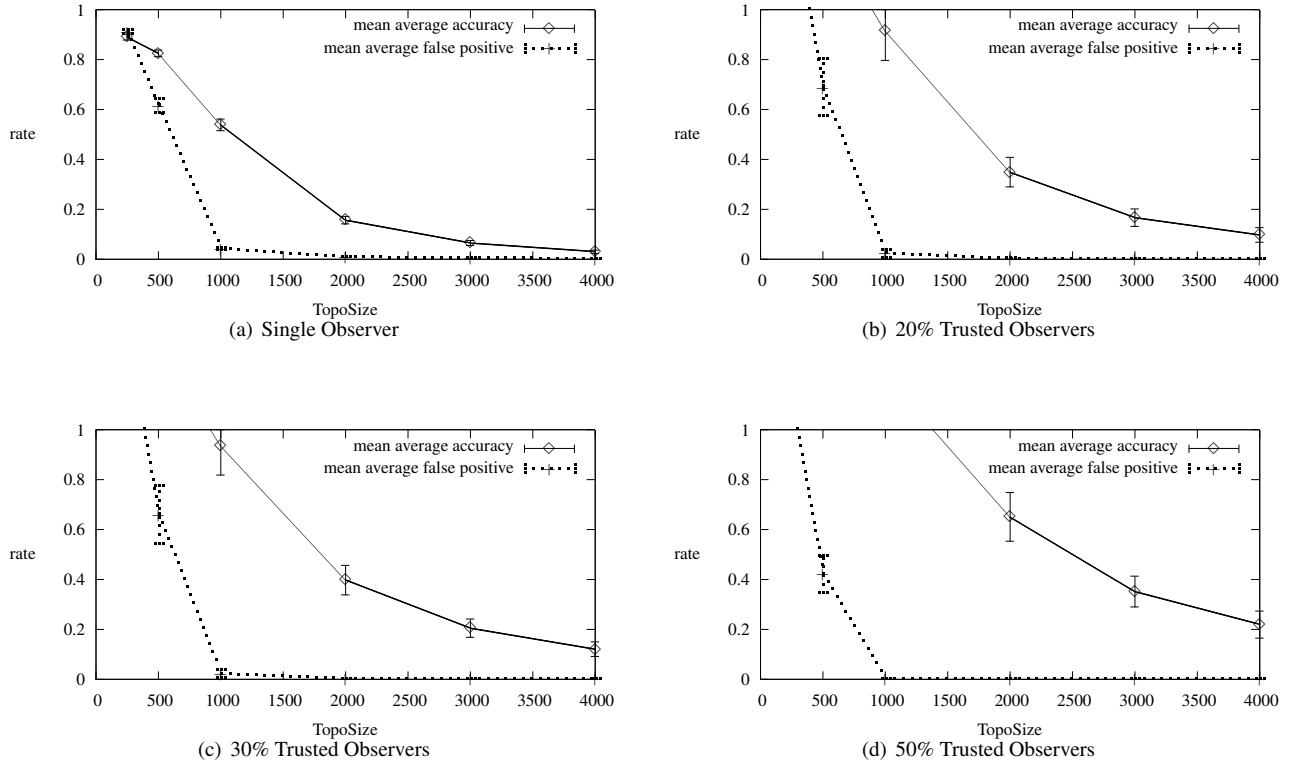 1
0.8
0.6
rate
0.4
0.2
0
0 500 1000 1500 2000 2500 3000 3500 4000
TopoSize
mean average accuracy
mean average false positive
(a) Single Observer
1
0.8
0.6
rate
0.4
0.2
0
0 500 1000 1500 2000 2500 3000 3500 4000
TopoSize
mean average accuracy
mean average false positive
(b) 20% Trusted Observers
1
0.8
0.6
rate
0.4
0.2
0
0 500 1000 1500 2000 2500 3000 3500 4000
TopoSize
mean average accuracy
mean average false positive
(c) 30% Trusted Observers
1
0.8
0.6
rate
0.4
0.2
0
0 500 1000 1500 2000 2500 3000 3500 4000
TopoSize
mean average accuracy
mean average false positive
(d) 50% Trusted Observers